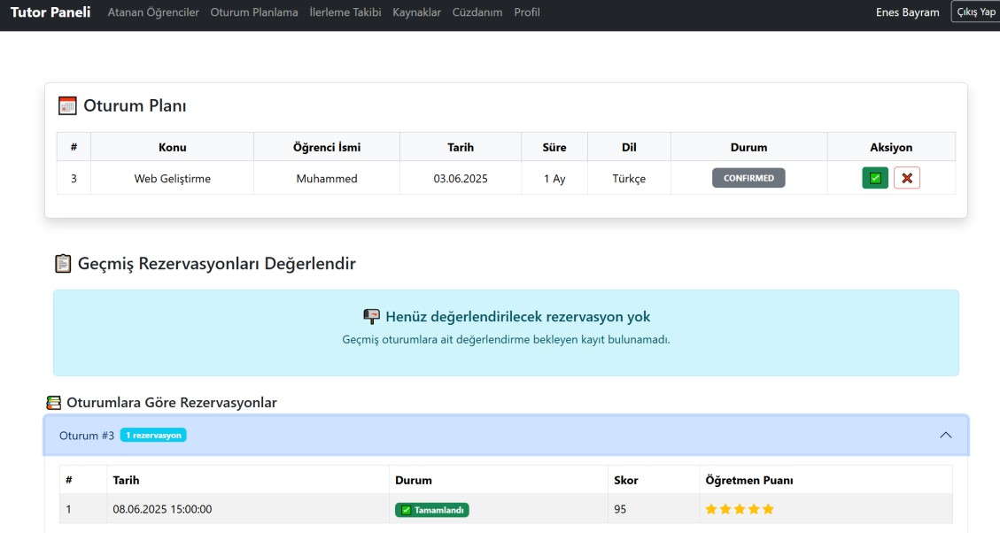 Tutor Paneli Atanan Öğrenciler Oturum Planlama İlerleme Takibi Kaynaklar Cüzdanım Profil Enes Bayram Çıkış Yap
Oturum Planı
# Konu Öğrenci İsmi Tarih Süre Dil Durum Aksiyon
3 Web Geliştirme Muhammed 03.06.2025 1 Ay Türkçe CONFIRMED
Geçmiş Rezervasyonları Değerlendir
Henüz değerlendirilecek rezervasyon yok
Geçmiş oturumlara ait değerlendirme bekleyen kayıt bulunamadı.
Oturumlara Göre Rezervasyonlar
Oturum #3 1 rezervasyon
# Tarih Durum Skor Öğretmen Puanı
1 08.06.2025 15:00:00 Tamamlandı 95